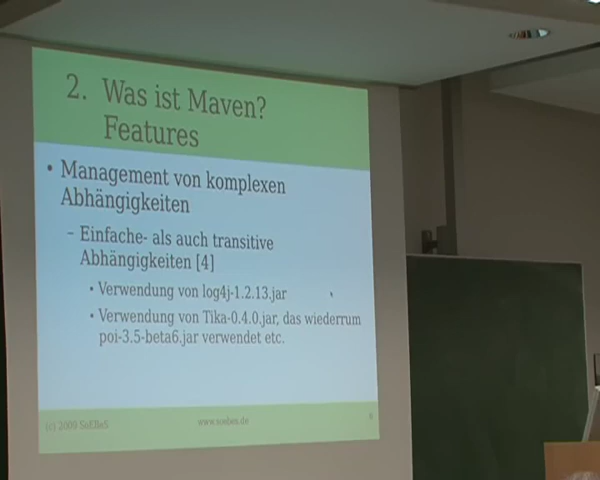 2. Was ist Maven?
Features
• Management von komplexen
Abhängigkeiten
– Einfache- als auch transitive
Abhängigkeiten [4]
• Verwendung von log4j-1.2.13.jar
• Verwendung von Tika-0.4.0.jar, das wiederrum
poi-3.5-beta6.jar verwendet etc.
(c) 2009 SoEBeS
www.soebes.de